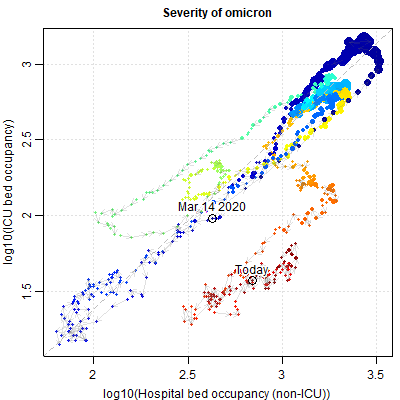 Severity of omicron
log10(ICU bed occupancy)
3
2.5
2
1.5
Mar 14 2020
Today
2
2.5
3
3.5
log10(Hospital bed occupancy (non-ICU))